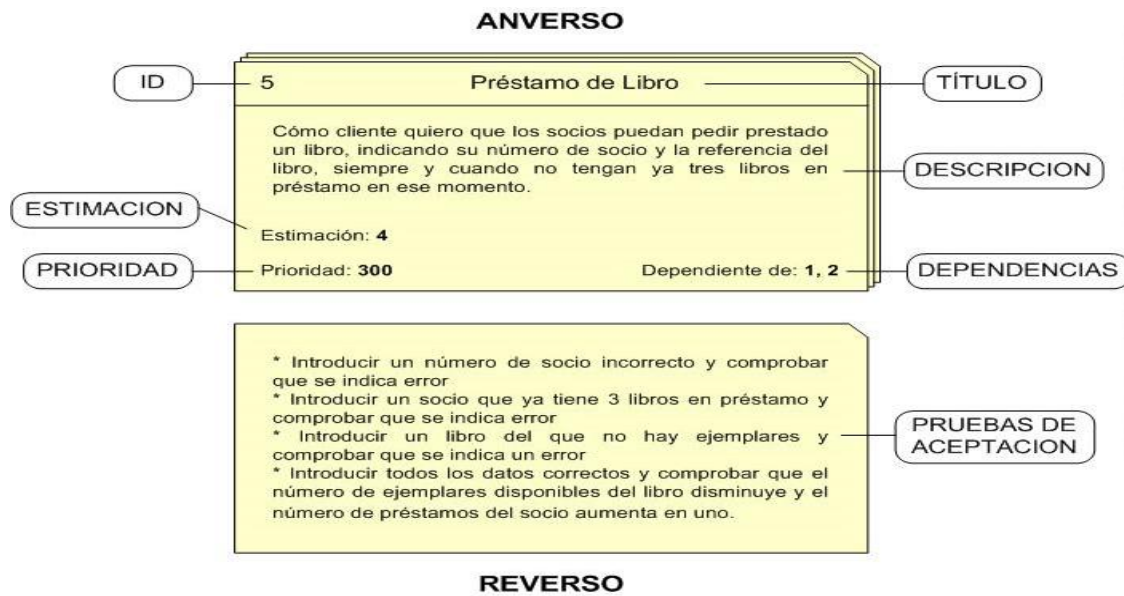 ANVERSO
ID
5
Préstamo de Libro
TÍTULO
Cómo cliente quiero que los socios puedan pedir prestado
un libro, indicando su número de socio y la referencia del
libro, siempre y cuando no tengan ya tres libros en
préstamo en ese momento.
DESCRIPCION
ESTIMACION
Estimación: 4
PRIORIDAD
Prioridad: 300
Dependiente de: 1, 2
DEPENDENCIAS
* Introducir un número de socio incorrecto y comprobar
que se indica error
* Introducir un socio que ya tiene 3 libros en préstamo y
comprobar que se indica error
* Introducir un libro del que no hay ejemplares y
comprobar que se indica un error
* Introducir todos los datos correctos y comprobar que el
número de ejemplares disponibles del libro disminuye y el
número de préstamos del socio aumenta en uno.
PRUEBAS DE
ACEPTACION
REVERSO